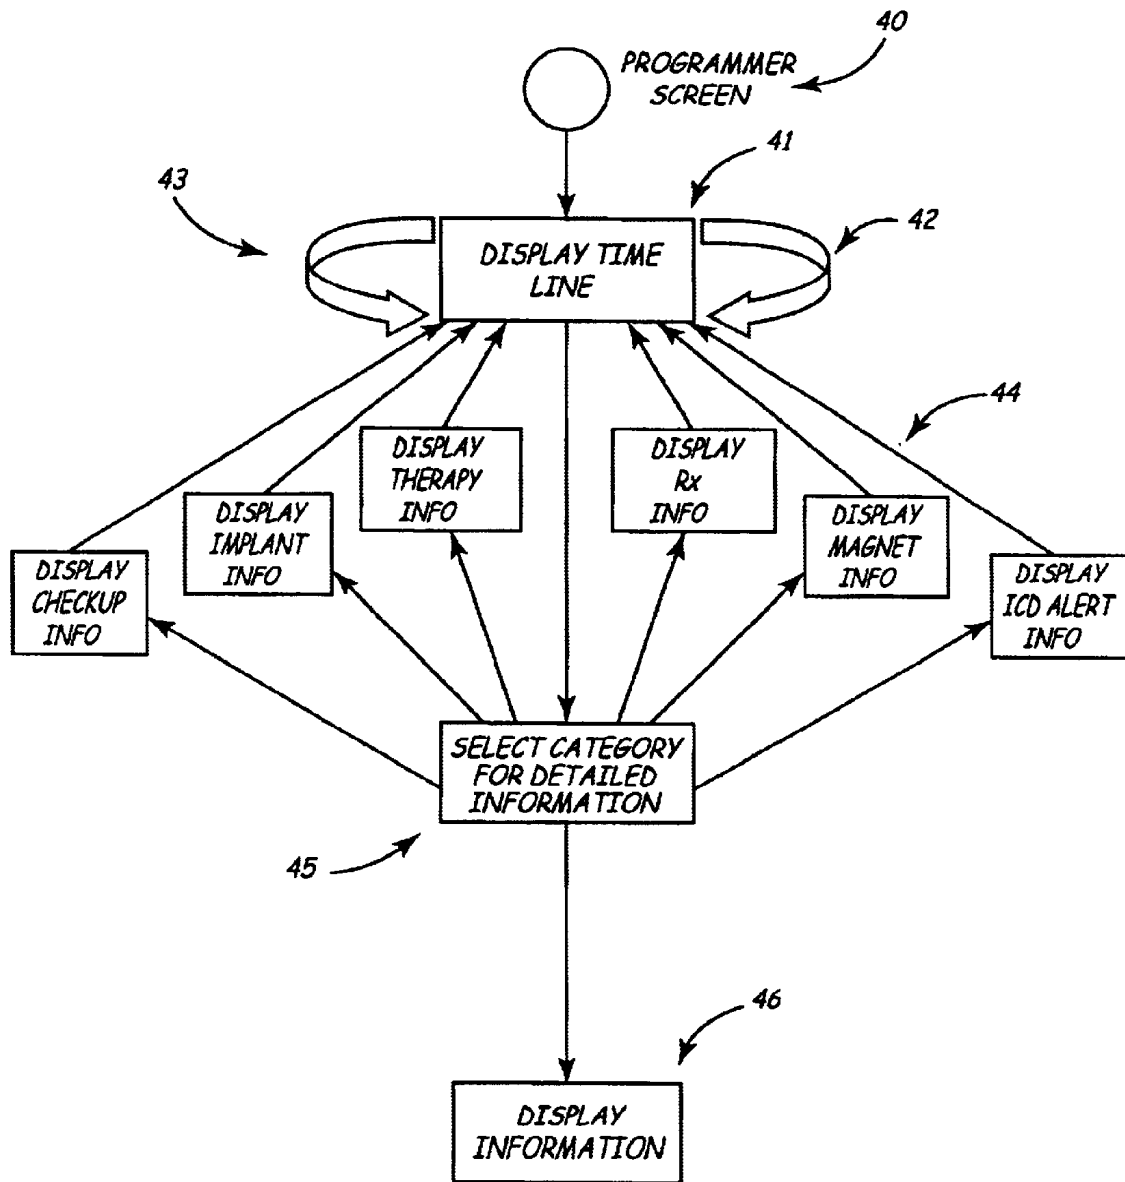 40
PROGRAMMER
SCREEN
41
43
42
DISPLAY TIME
LINE
44
DISPLAY
THERAPY
INFO
DISPLAY
Rx
INFO
DISPLAY
IMPLANT
INFO
DISPLAY
MAGNET
INFO
DISPLAY
CHECKUP
INFO
DISPLAY
ICD ALERT
INFO
SELECT CATEGORY
FOR DETAILED
INFORMATION
45
46
DISPLAY
INFORMATION